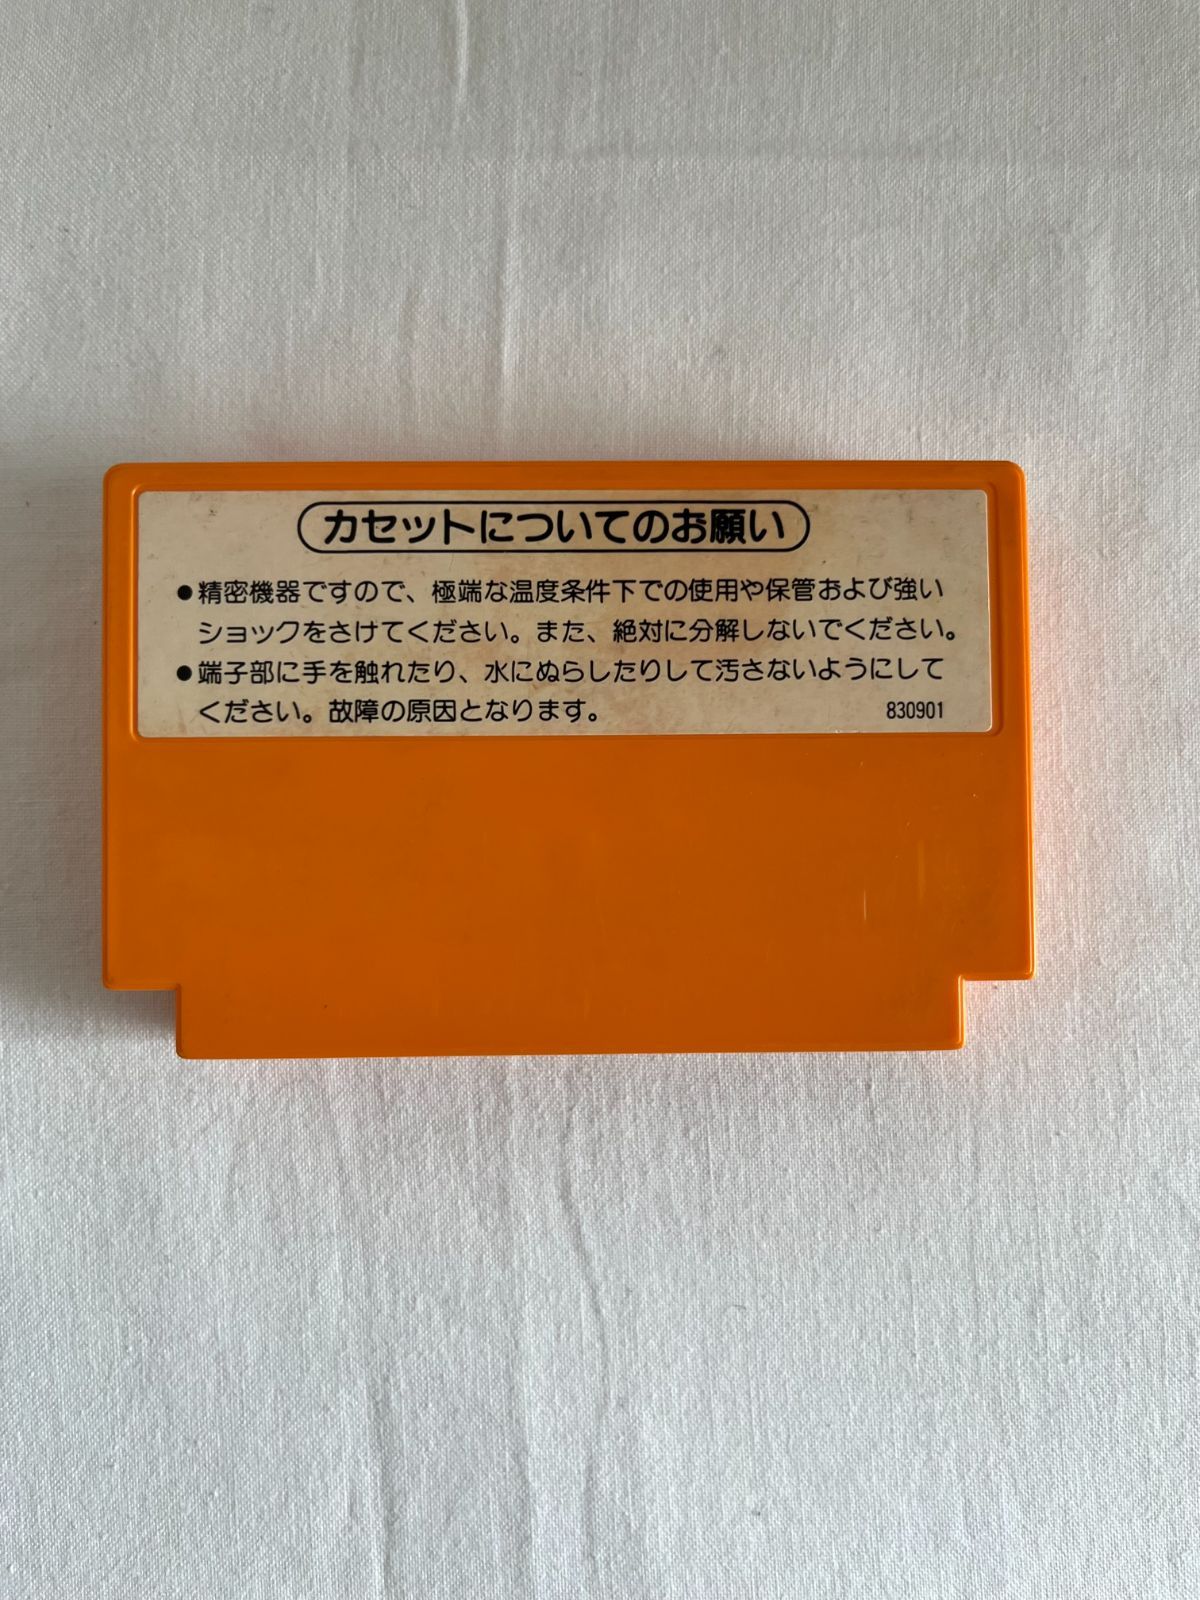 カセットについてのお願い
●精密機器ですので、極端な温度条件下での使用や保管および強い
ショックをさけてください。また、絶対に分解しないでください。
●端子部に手を触れたり、水にぬらしたりして汚さないようにして
ください。故障の原因となります。 830901